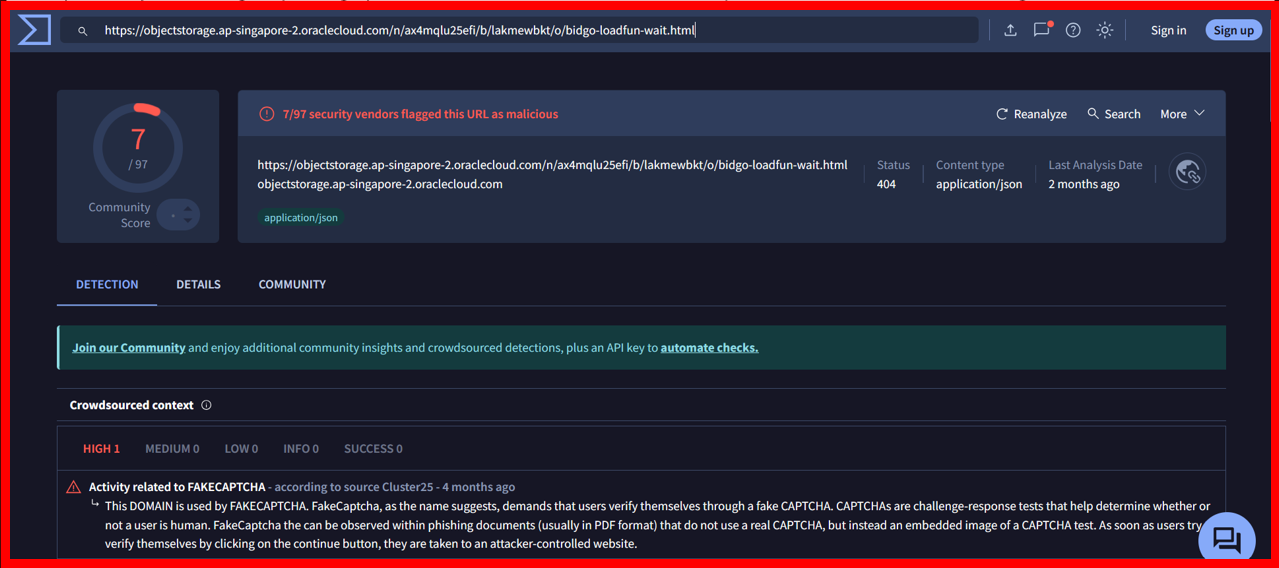 https://objectstorage.ap-singapore-2.oraclecloud.com/n/ax4mqlu25efi/b/lakmewbkt/o/bidgo-loadfun-wait.html
Sign in
Sign up
7
/ 97
Community
Score
7/97 security vendors flagged this URL as malicious
Reanalyze
Search
More
https://objectstorage.ap-singapore-2.oraclecloud.com/n/ax4mqlu25efi/b/lakmewbkt/o/bidgo-loadfun-wait.html
objectstorage.ap-singapore-2.oraclecloud.com
application/json
Status
404
Content type
application/json
Last Analysis Date
2 months ago
DETECTION
DETAILS
COMMUNITY
Join our Community and enjoy additional community insights and crowdsourced detections, plus an API key to automate checks.
Crowdsourced context
HIGH 1
MEDIUM 0
LOW 0
INFO 0
SUCCESS 0
Activity related to FAKECAPTCHA - according to source Cluster25 - 4 months ago
This DOMAIN is used by FAKECAPTCHA. FakeCaptcha, as the name suggests, demands that users verify themselves through a fake CAPTCHA. CAPTCHAs are challenge-response tests that help determine whether or
not a user is human. FakeCaptcha the can be observed within phishing documents (usually in PDF format) that do not use a real CAPTCHA, but instead an embedded image of a CAPTCHA test. As soon as users try
verify themselves by clicking on the continue button, they are taken to an attacker-controlled website.